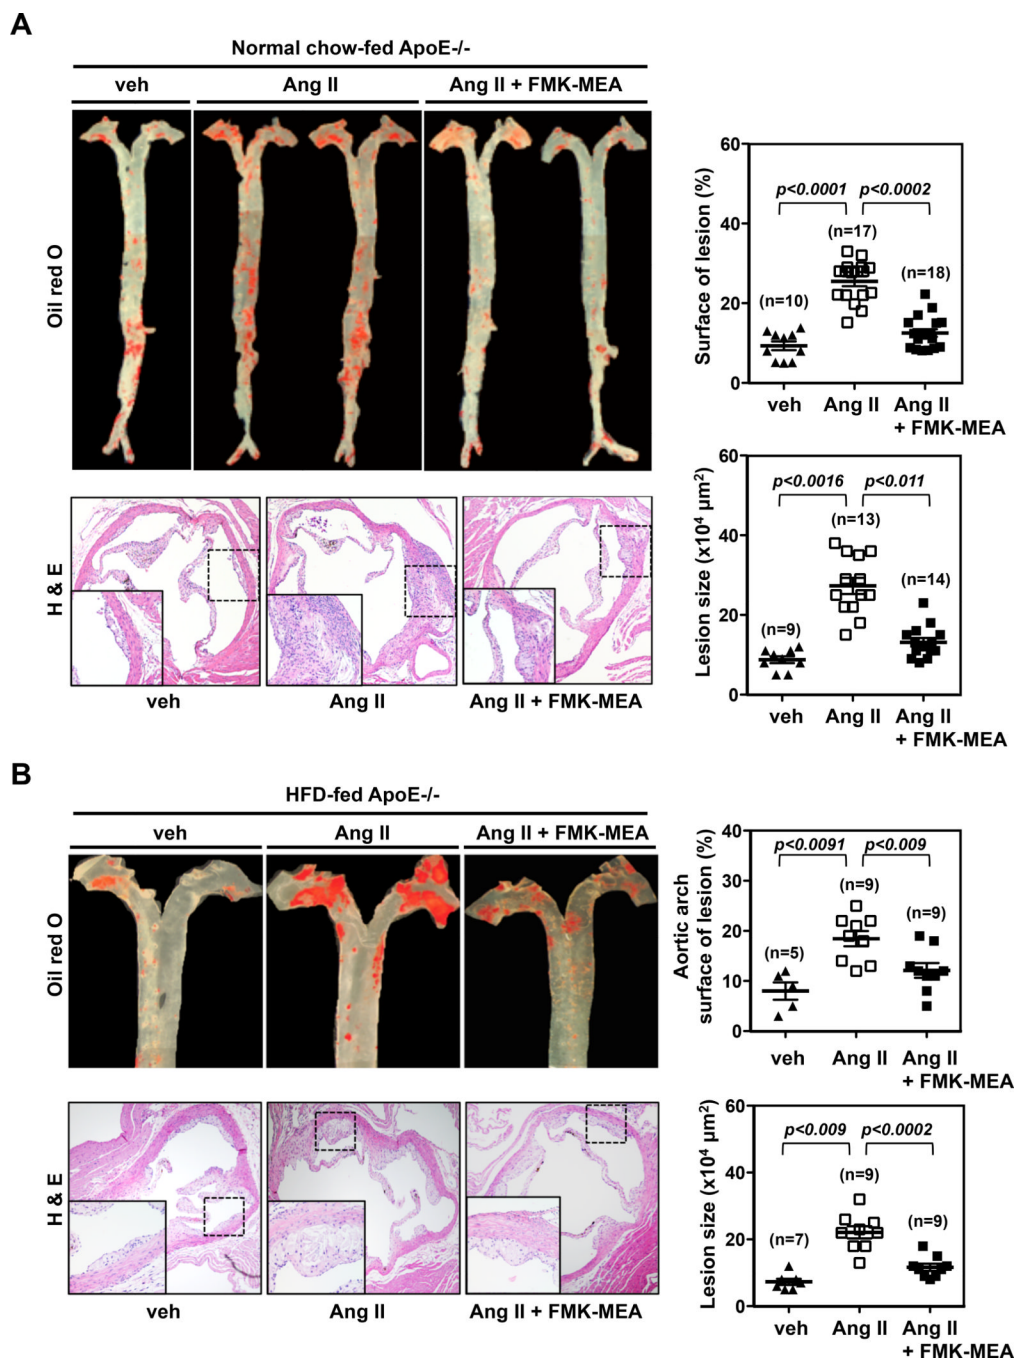 A
Normal chow-fed ApoE-/-
veh
Ang II
Ang II + FMK-MEA
Oil red O
H & E
veh
Ang II
Ang II + FMK-MEA
Surface of lesion (%)
60
40
20
0
p<0.0001
p<0.0002
(n=10)
(n=17)
(n=18)
veh
Ang II
Ang II
+ FMK-MEA
Lesion size (x10⁴ µm²)
60
40
20
0
p<0.0016
p<0.011
(n=9)
(n=13)
(n=14)
veh
Ang II
Ang II
+ FMK-MEA
B
HFD-fed ApoE-/-
veh
Ang II
Ang II + FMK-MEA
Oil red O
H & E
veh
Ang II
Ang II + FMK-MEA
Aortic arch
surface of lesion (%)
40
30
20
10
0
p<0.0091
p<0.009
(n=5)
(n=9)
(n=9)
veh
Ang II
Ang II
+ FMK-MEA
Lesion size (x10⁴ µm²)
60
40
20
0
p<0.009
p<0.0002
(n=7)
(n=9)
(n=9)
veh
Ang II
Ang II
+ FMK-MEA